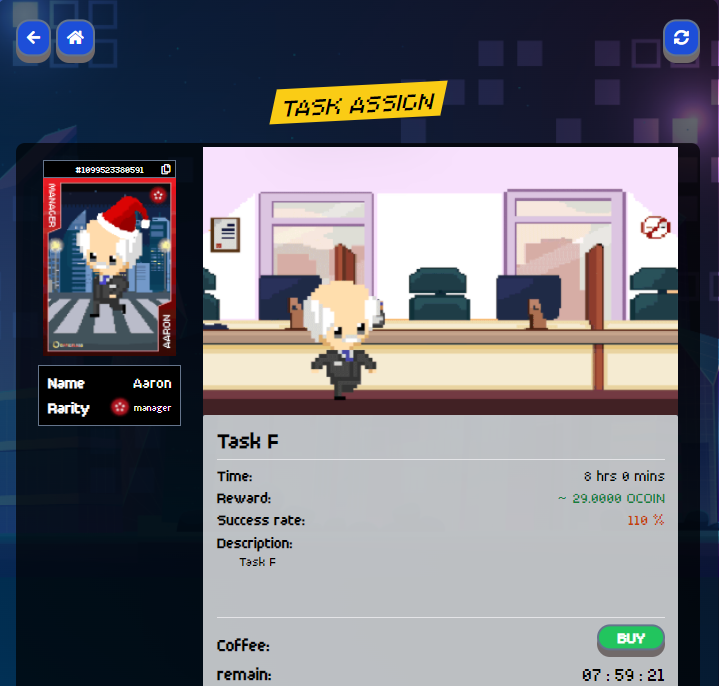 TASK ASSIGN
#1099523380591
MANAGER
AARON
Name Aaron
Rarity manager
Task F
Time: 8 hrs 0 mins
Reward: ~ 29.0000 OCOIN
Success rate: 110 %
Description:
Task F
Coffee: BUY
remain: 07:59:21